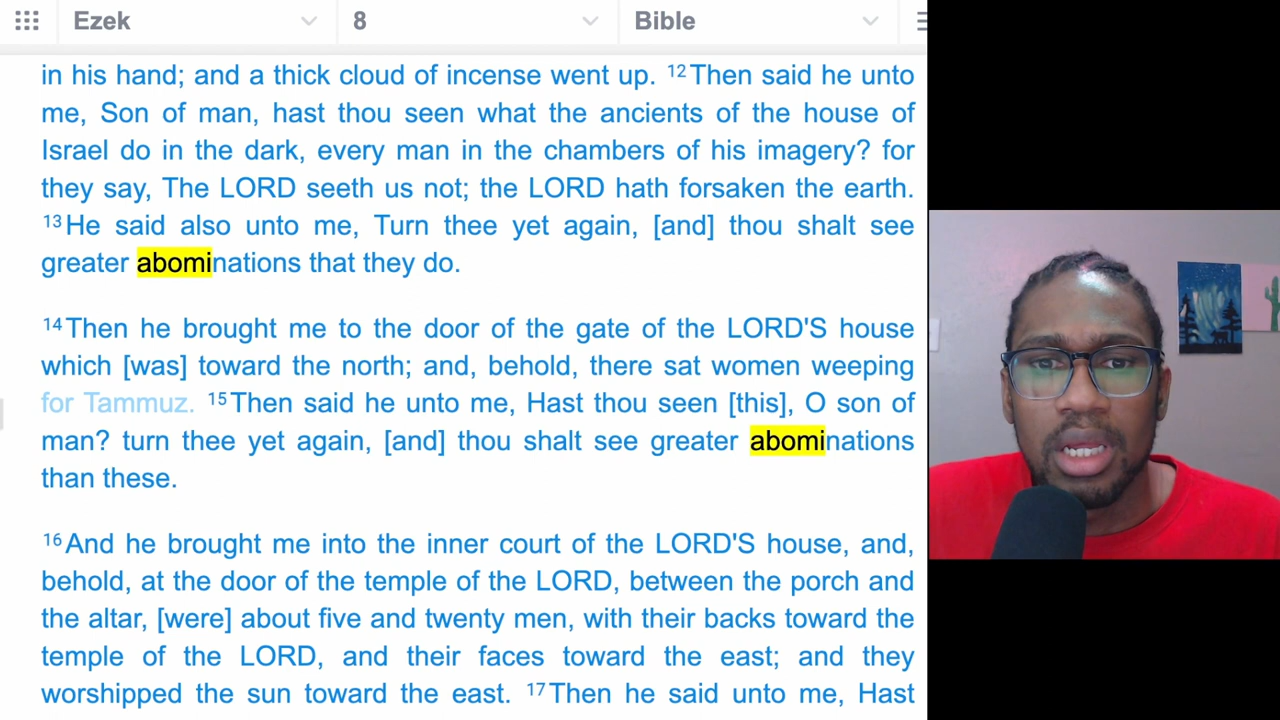 Ezek 8 Bible
in his hand; and a thick cloud of incense went up. 12Then said he unto
me, Son of man, hast thou seen what the ancients of the house of
Israel do in the dark, every man in the chambers of his imagery? for
they say, The LORD seeth us not; the LORD hath forsaken the earth.
13He said also unto me, Turn thee yet again, [and] thou shalt see
greater abominations that they do.
14Then he brought me to the door of the gate of the LORD'S house
which [was] toward the north; and, behold, there sat women weeping
for Tammuz. 15Then said he unto me, Hast thou seen [this], O son of
man? turn thee yet again, [and] thou shalt see greater abominations
than these.
16And he brought me into the inner court of the LORD'S house, and,
behold, at the door of the temple of the LORD, between the porch and
the altar, [were] about five and twenty men, with their backs toward the
temple of the LORD, and their faces toward the east; and they
worshipped the sun toward the east. 17Then he said unto me, Hast